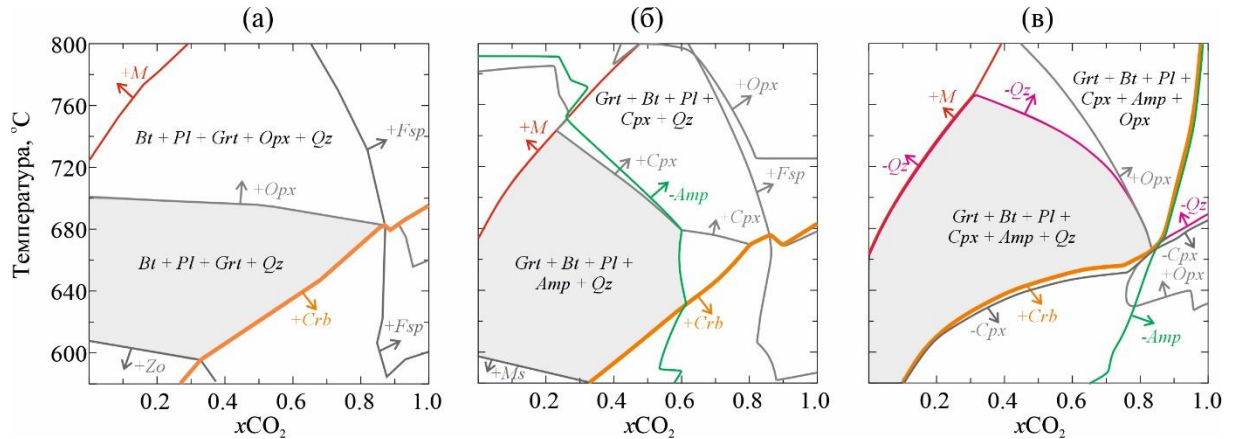 (а)
(б)
(в)
Температура, °C
800
760
720
680
640
600
+M
Bt + Pl + Grt + Opx + Qz
+Fsp
+Opx
Bt + Pl + Grt + Qz
+Crb
+Fsp
+Zo
0.2 0.4 0.6 0.8 1.0
xCO2
+M
Grt + Bt + Pl +
Cpx + Qz
+Opx
+Cpx
-Amp
+Fsp
+Cpx
Grt + Bt + Pl +
Amp + Qz
+Crb
+Ms
0.2 0.4 0.6 0.8 1.0
xCO2
+M
-Qz
-Qz
Grt + Bt + Pl +
Cpx + Amp +
Opx
+Opx
Grt + Bt + Pl +
Cpx + Amp + Qz
-Qz
-Cpx
+Opx
-Cpx
+Crb
-Amp
0.2 0.4 0.6 0.8 1.0
xCO2